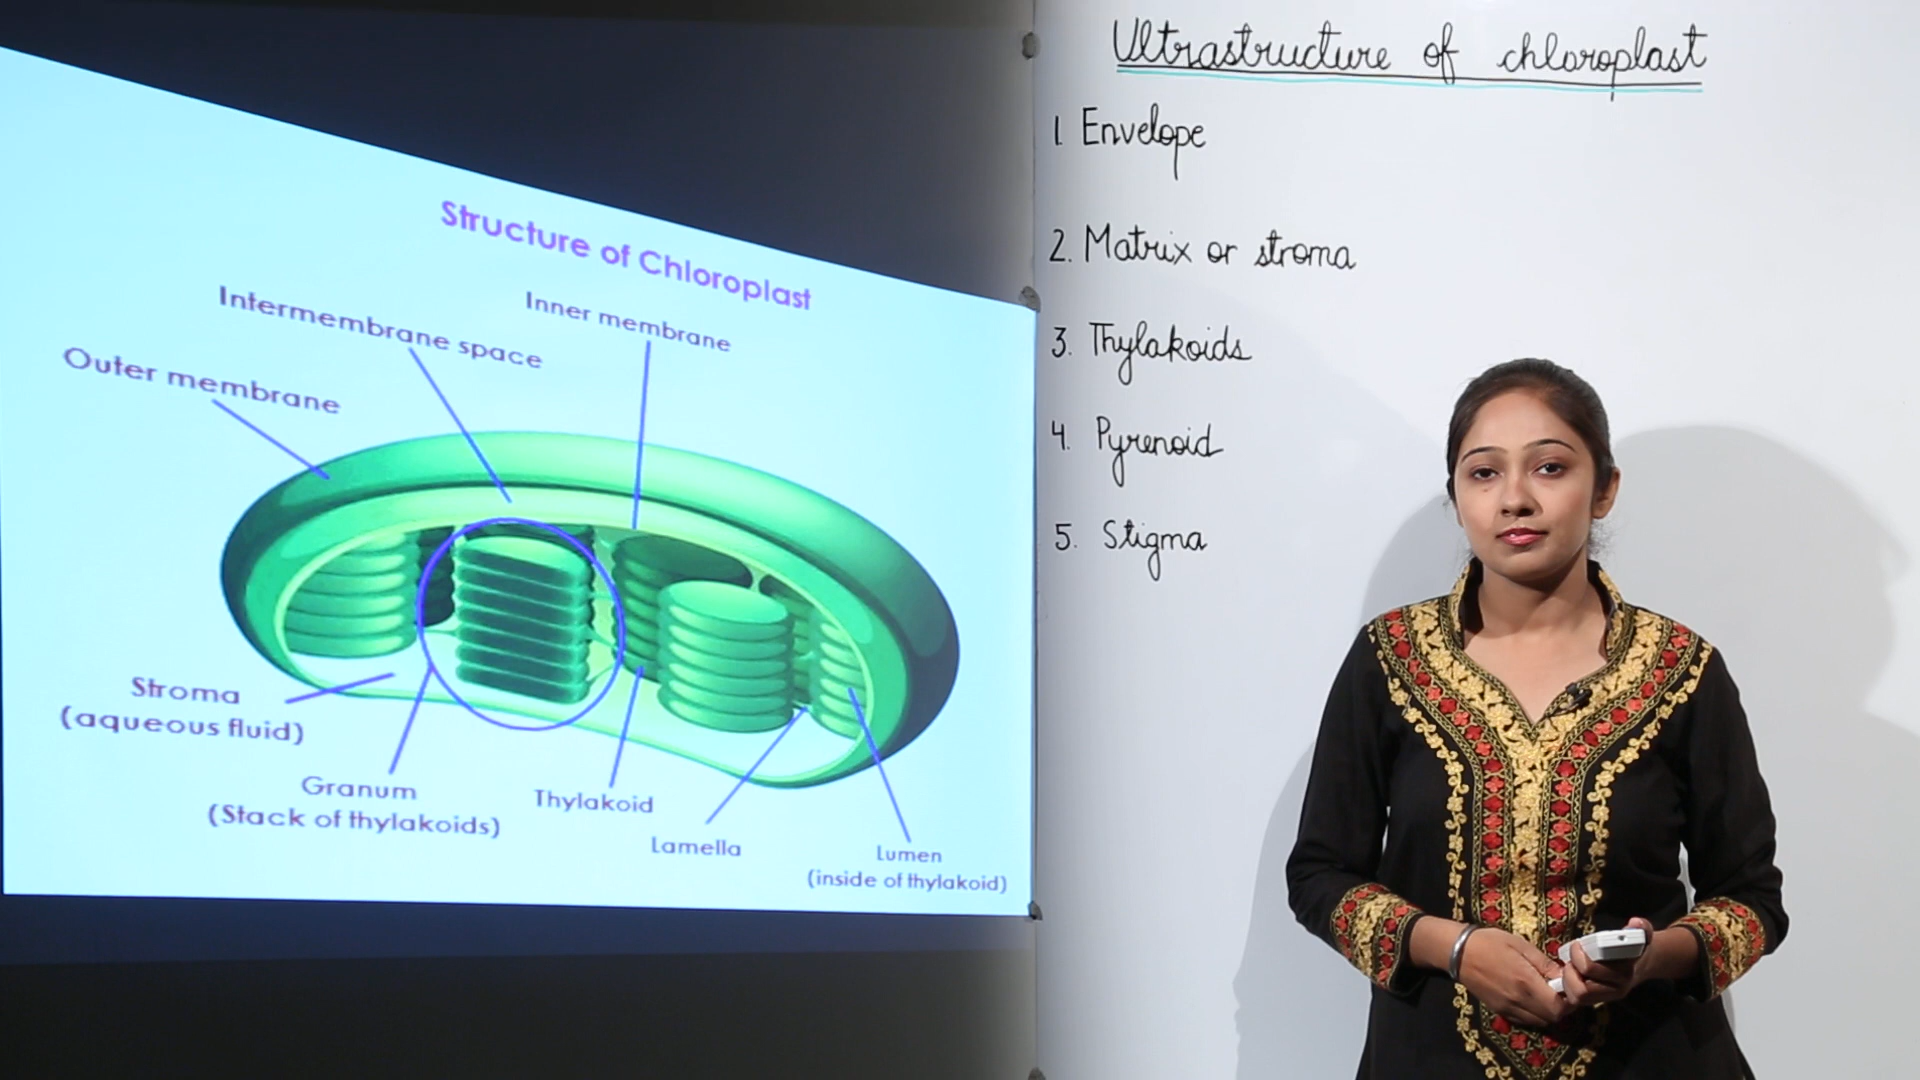 Structure of Chloroplast
Intermembrane space
Inner membrane
Outer membrane
Stroma
(aqueous fluid)
Granum
(Stack of thylakoids)
Thylakoid
Lamella
Lumen
(inside of thylakoid)
Ultrastructure of chloroplast
1. Envelope
2. Matrix or stroma
3. Thylakoids
4. Pyrenoid
5. Stigma